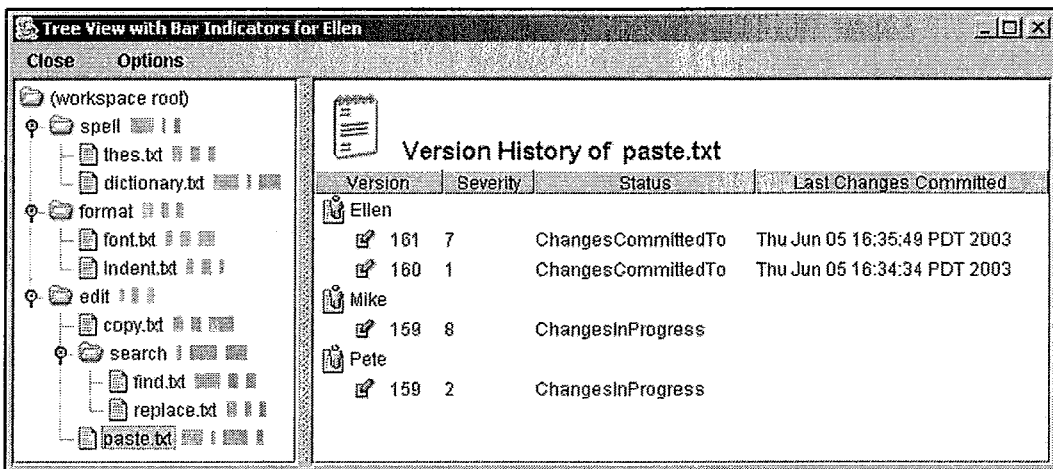 Tree View with Bar Indicators for Ellen
Close Options
(workspace root)
spell
thes.txt
dictionary.txt
format
font.txt
indent.txt
edit
copy.txt
search
find.txt
replace.txt
paste.txt
Version History of paste.txt
Version Severity Status Last Changes Committed
Ellen
161 7 ChangesCommittedTo Thu Jun 05 16:35:49 PDT 2003
160 1 ChangesCommittedTo Thu Jun 05 16:34:34 PDT 2003
Mike
159 8 ChangesInProgress
Pete
159 2 ChangesInProgress